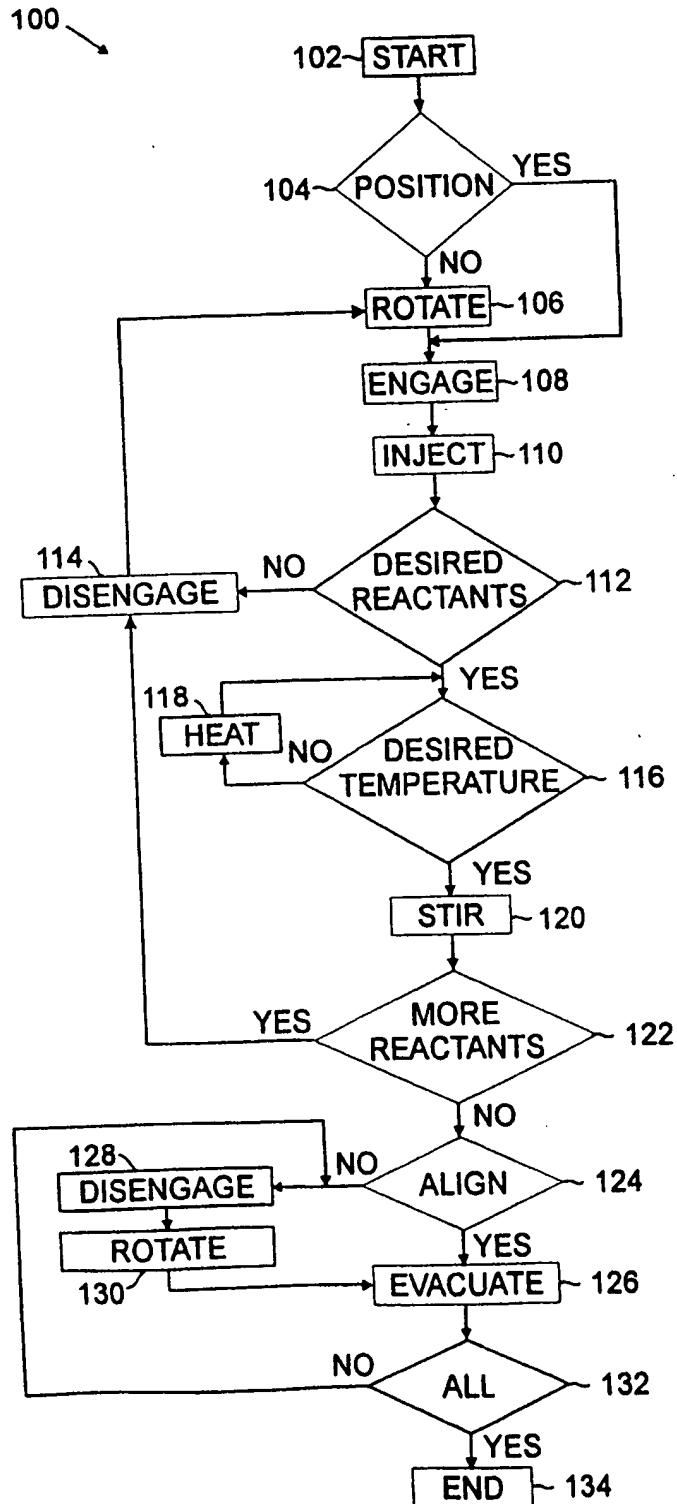 100
102 START
104 POSITION YES
NO
ROTATE 106
ENGAGE 108
INJECT 110
114 NO DESIRED
REACTANTS 112
DISENGAGE
YES
118
HEAT NO DESIRED
TEMPERATURE 116
YES
STIR 120
YES MORE
REACTANTS 122
NO
128 NO ALIGN 124
DISENGAGE
YES
ROTATE
130 EVACUATE 126
NO ALL 132
YES
END 134